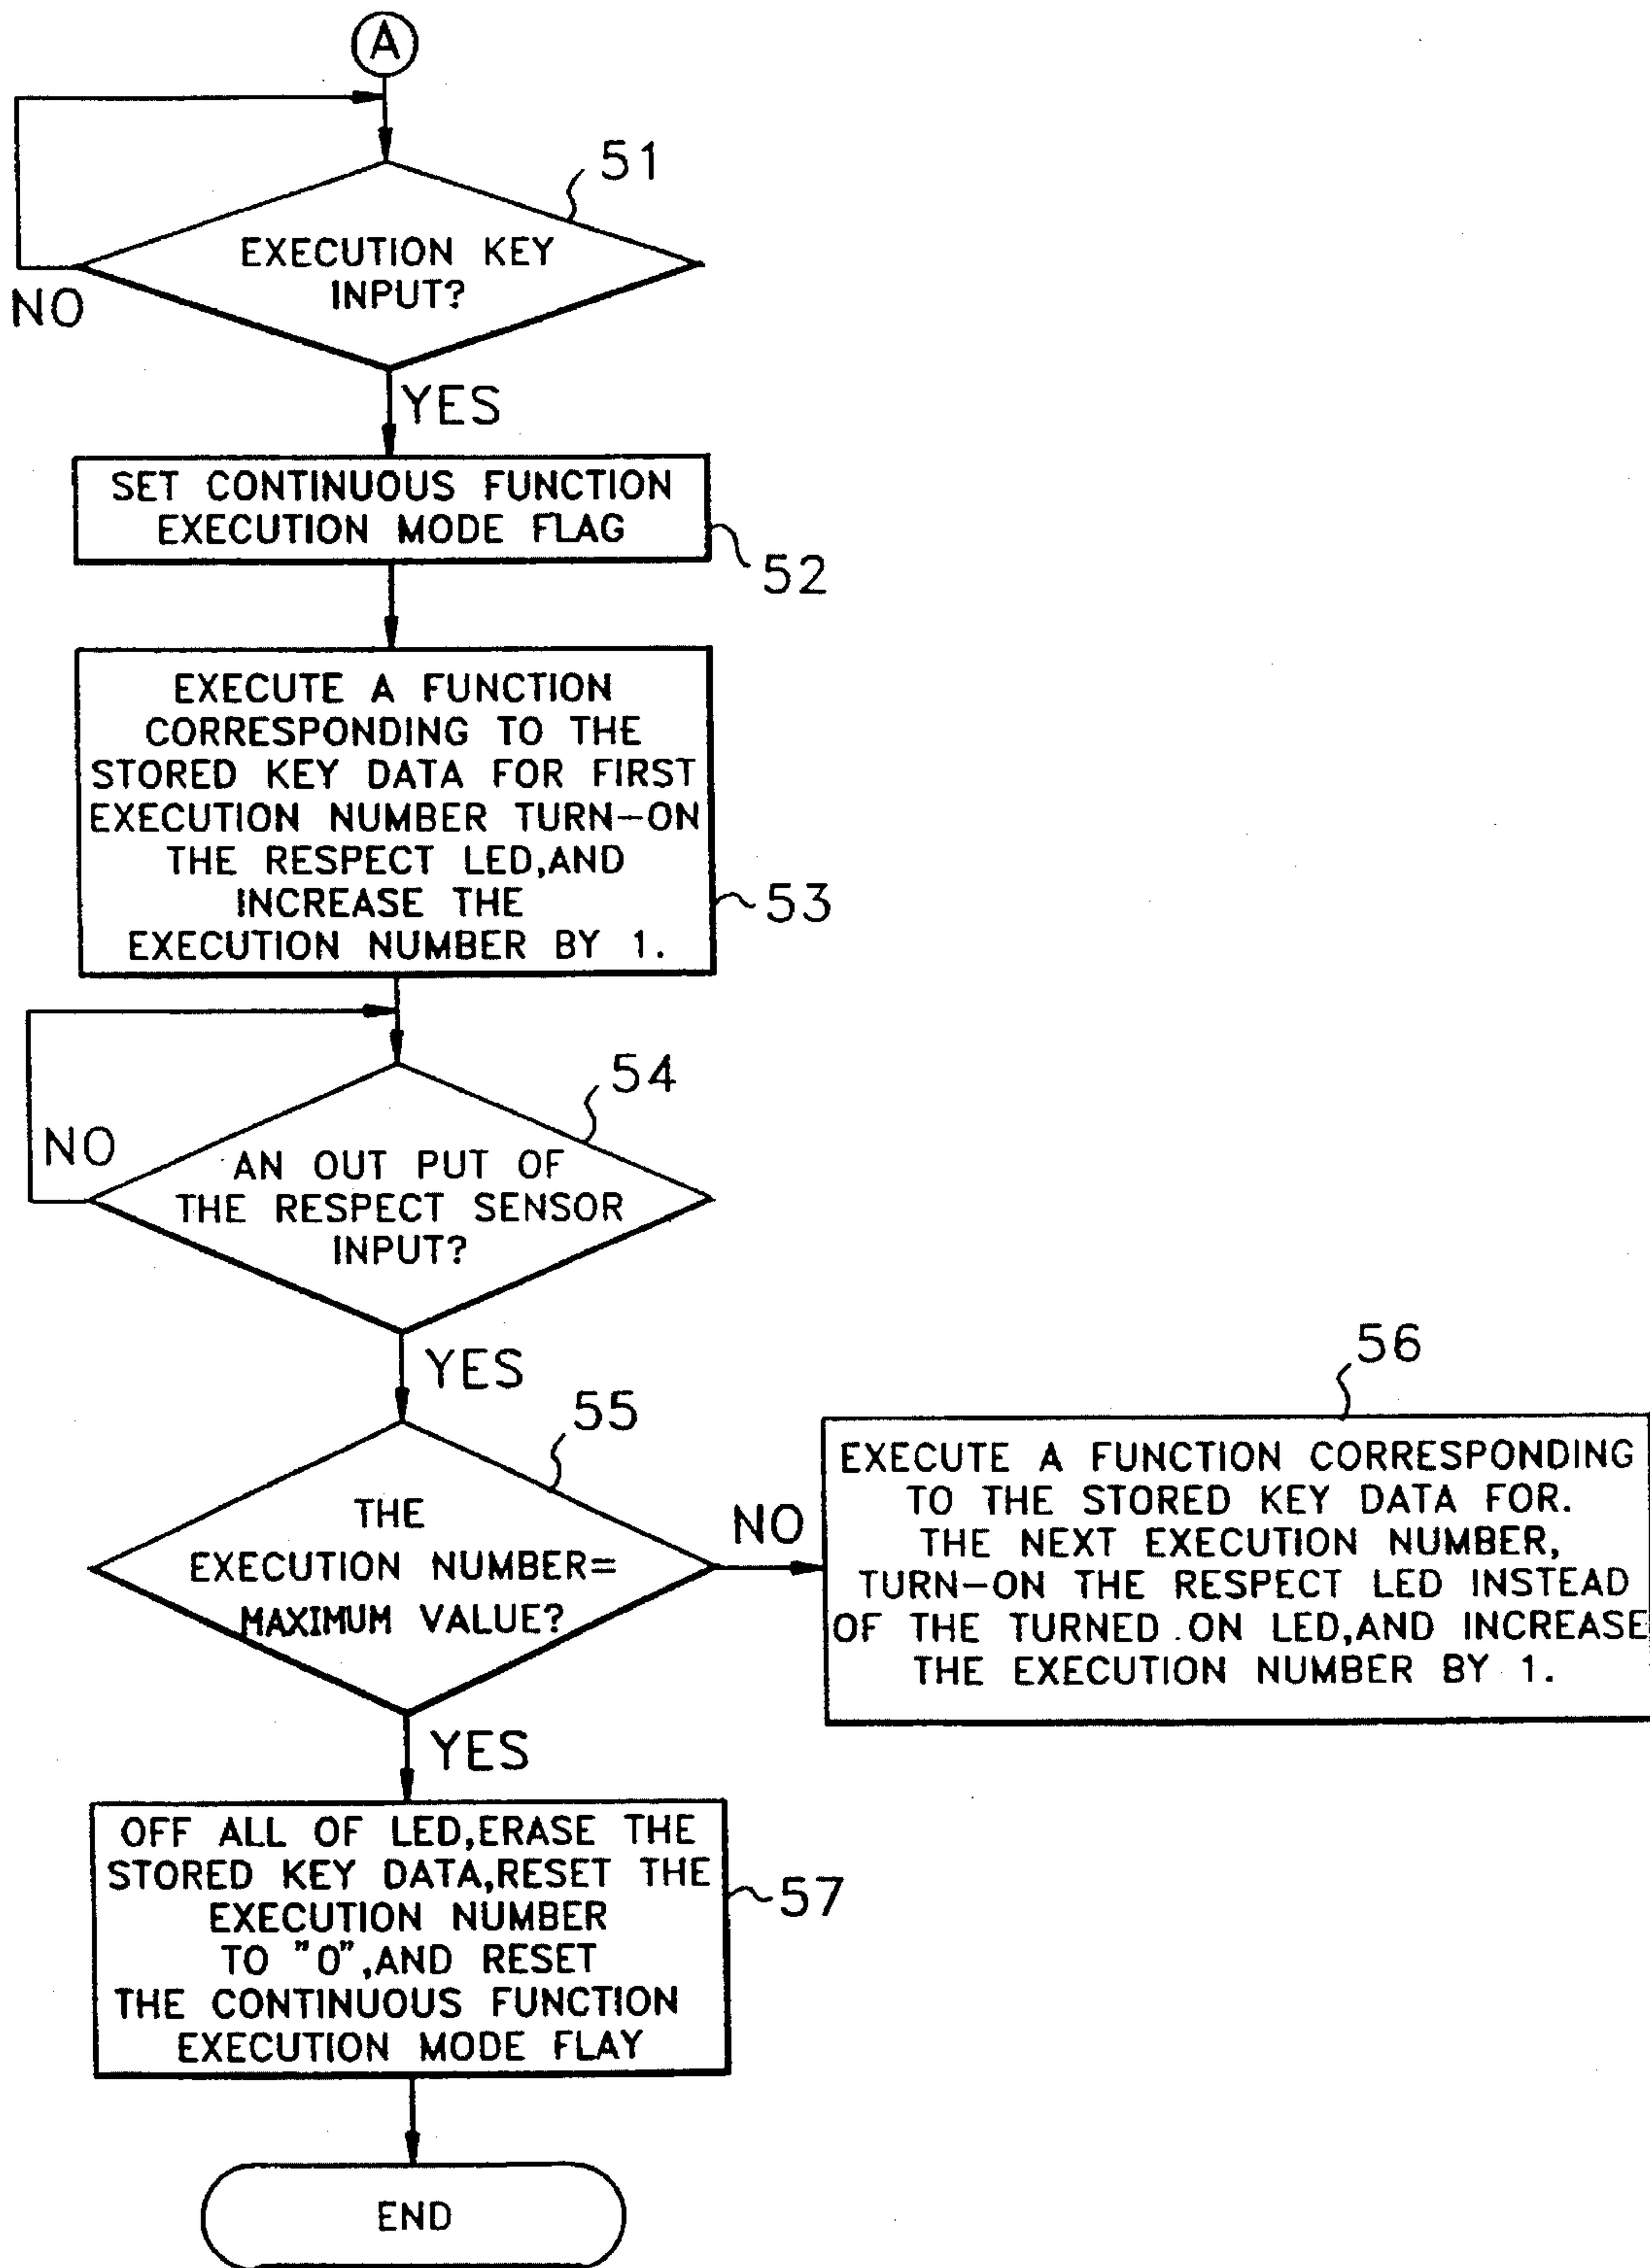 A
51
EXECUTION KEY
INPUT?
NO
YES
SET CONTINUOUS FUNCTION
EXECUTION MODE FLAG
52
EXECUTE A FUNCTION
CORRESPONDING TO THE
STORED KEY DATA FOR FIRST
EXECUTION NUMBER TURN-ON
THE RESPECT LED,AND
INCREASE THE
EXECUTION NUMBER BY 1.
53
54
NO
AN OUT PUT OF
THE RESPECT SENSOR
INPUT?
YES
55
THE
EXECUTION NUMBER=
MAXIMUM VALUE?
NO
56
EXECUTE A FUNCTION CORRESPONDING
TO THE STORED KEY DATA FOR.
THE NEXT EXECUTION NUMBER,
TURN-ON THE RESPECT LED INSTEAD
OF THE TURNED ON LED,AND INCREASE
THE EXECUTION NUMBER BY 1.
YES
OFF ALL OF LED,ERASE THE
STORED KEY DATA,RESET THE
EXECUTION NUMBER
TO "0",AND RESET
THE CONTINUOUS FUNCTION
EXECUTION MODE FLAY
57
END